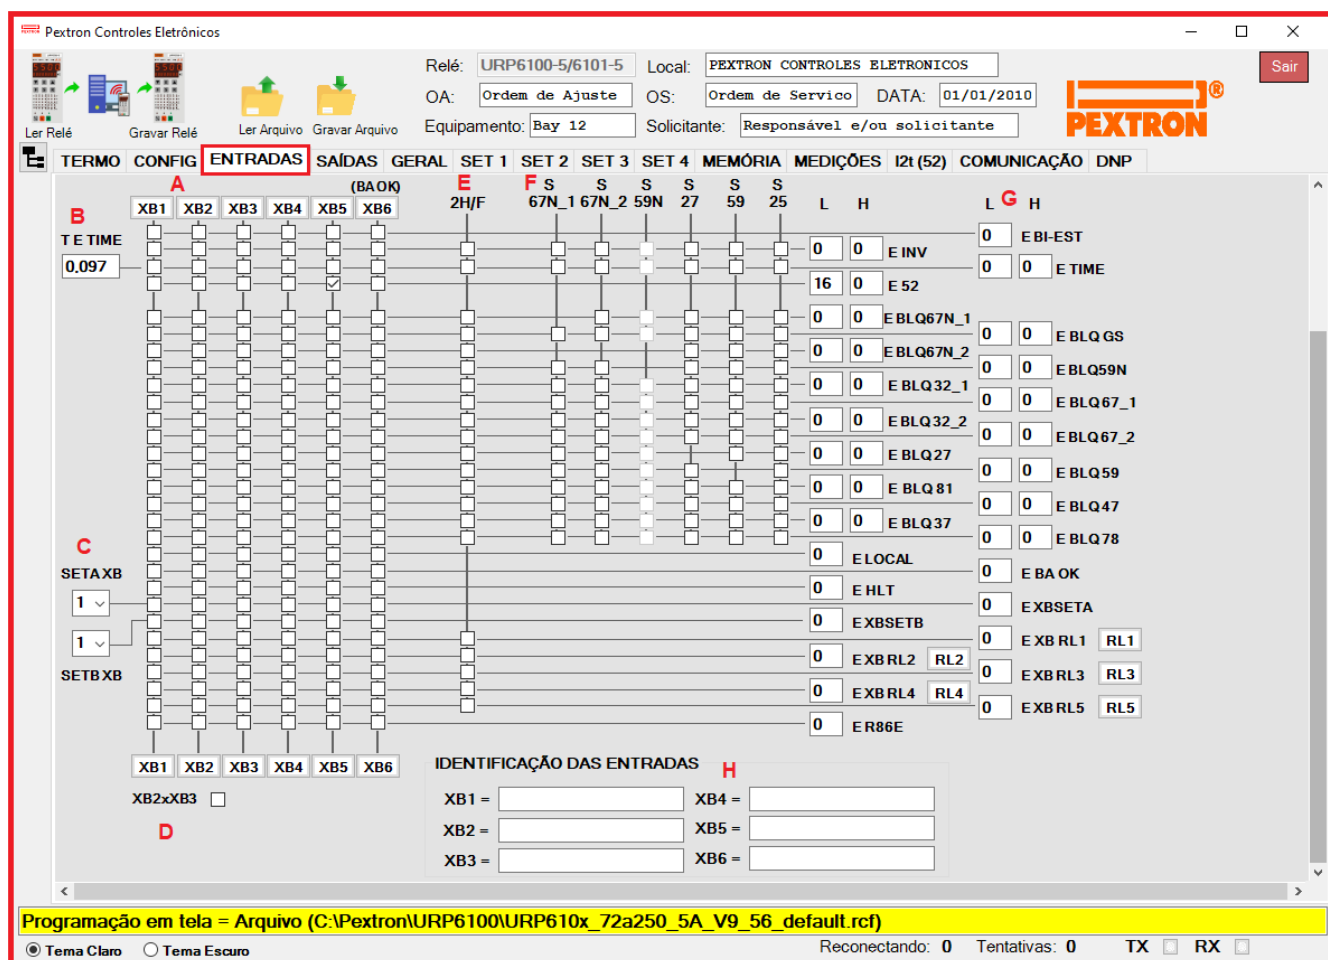 Pextron Controles Eletrônicos
Relé: URP6100-5/6101-5 Local: PEXTRON CONTROLES ELETRONICOS Sair
OA: Ordem de Ajuste OS: Ordem de Servico DATA: 01/01/2010
Equipamento: Bay 12 Solicitante: Responsável e/ou solicitante PEXTRON®
Ler Relé Gravar Relé Ler Arquivo Gravar Arquivo
TERMO CONFIG ENTRADAS SAÍDAS GERAL SET 1 SET 2 SET 3 SET 4 MEMÓRIA MEDIÇÕES I2t (52) COMUNICAÇÃO DNP
A (BA OK) E F S S S S S S
XB1 XB2 XB3 XB4 XB5 XB6 2H/F 67N_1 67N_2 59N 27 59 25 L H L G H
B
T E TIME
0.097
0 E BI-EST
0 0 E INV
0 0 E TIME
16 0 E 52
0 0 E BLQ67N_1
0 0 E BLQ GS
0 0 E BLQ67N_2
0 0 E BLQ59N
0 0 E BLQ32_1
0 0 E BLQ67_1
0 0 E BLQ32_2
0 0 E BLQ67_2
0 0 E BLQ27
0 0 E BLQ59
0 0 E BLQ 81
0 0 E BLQ47
0 0 E BLQ37
0 0 E BLQ78
C
0 E LOCAL
SETA XB
0 E BA OK
1
0 E HLT
0 E XBSETA
0 E XBSETB
1
0 E XB RL1 RL1
0 E XB RL2 RL2
SETB XB
0 E XB RL3 RL3
0 E XB RL4 RL4
0 E XB RL5 RL5
0 E R86E
XB1 XB2 XB3 XB4 XB5 XB6
XB2xXB3
D
IDENTIFICAÇÃO DAS ENTRADAS H
XB1 = XB4 =
XB2 = XB5 =
XB3 = XB6 =
Programação em tela = Arquivo (C:\Pextron\URP6100\URP610x_72a250_5A_V9_56_default.rcf)
Tema Claro Tema Escuro Reconectando: 0 Tentativas: 0 TX RX